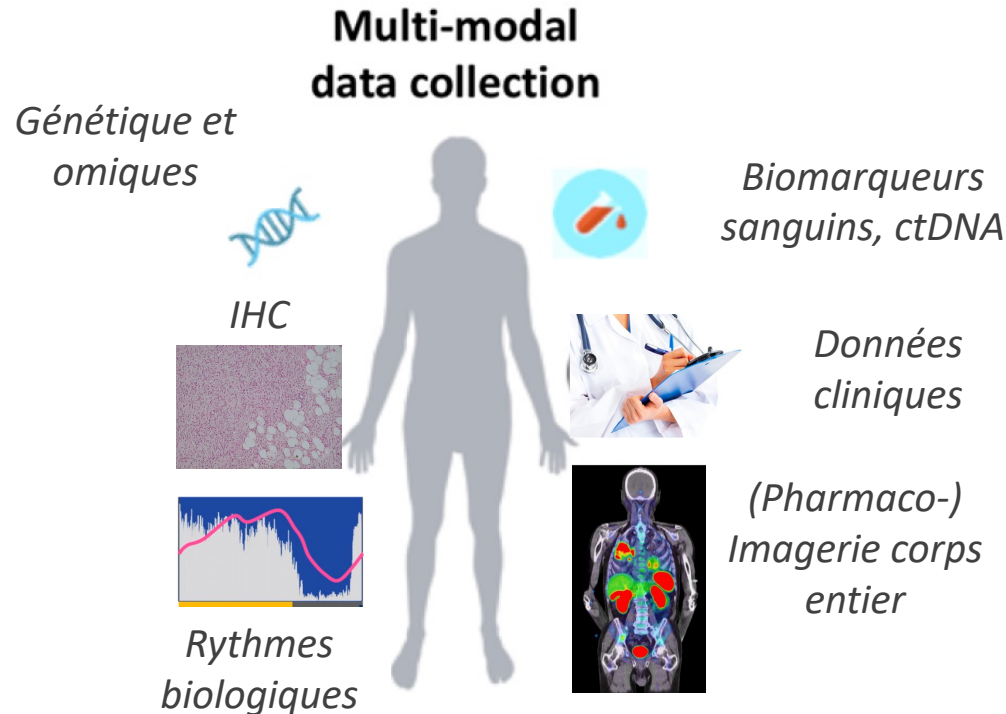 Multi-modal
data collection
Génétique et
omiques
Biomarqueurs
sanguins, ctDNA
IHC
Données
cliniques
(Pharmaco-)
Imagerie corps
entier
Rythmes
biologiques